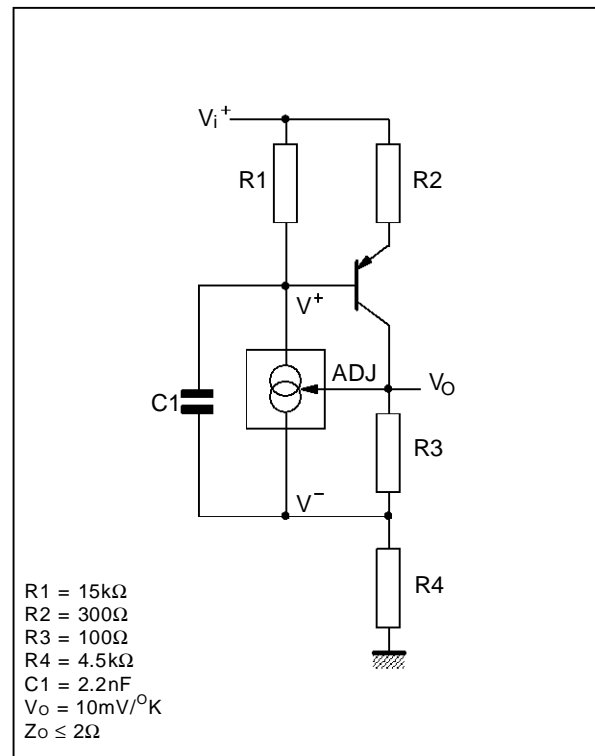 Vi+
R1
R2
V+
ADJ
VO
C1
R3
V−
R4
R1 = 15kΩ
R2 = 300Ω
R3 = 100Ω
R4 = 4.5kΩ
C1 = 2.2nF
VO = 10mV/OK
ZO ≤ 2Ω